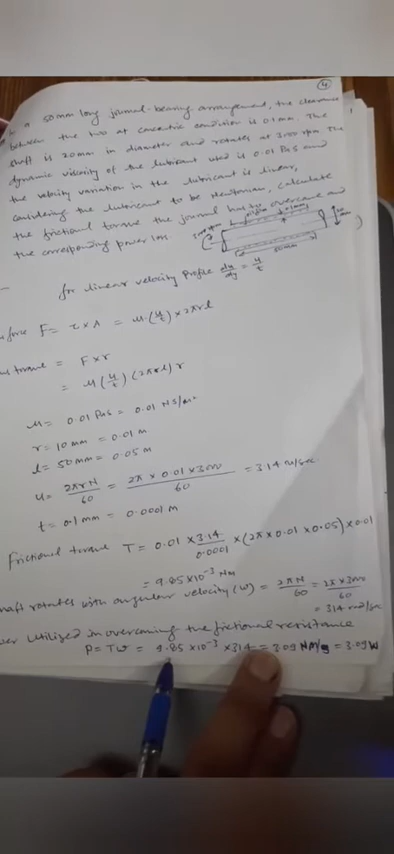 ④
a 50mm long journal-bearing arrangement, the clearance
between the two at concentric condition is 0.1mm. The
shaft is 20mm in diameter and rotates at 3000 rpm. The
dynamic viscosity of the lubricant used is 0.01 Pas and
the velocity variation in the lubricant is linear,
considering the lubricant to be Newtonian, calculate
the frictional torque the journal has to overcome and
the corresponding power loss
for linear velocity Profile du/dy = u/t
force F = τ × A = μ·(u/t) × 2πrl
= F × r
= μ (u/t) (2πrl) r
μ = 0.01 Pas = 0.01 NS/m²
r = 10 mm = 0.01 m
l = 50 mm = 0.05 m
u = 2πrN/60 = 2π × 0.01 × 3000/60 = 3.14 m/sec
t = 0.1 mm = 0.0001 m
Frictional torque T = 0.01 × 3.14/0.0001 × (2π × 0.01 × 0.05) × 0.01
= 9.85 × 10⁻³ Nm
haft rotates with angular velocity (ω) = 2πN/60 = 2π × 3000/60
= 314 rad/sec
er utilized in overcoming the frictional resistance
P = Tω = 9.85 × 10⁻³ × 314 = 3.09 NM/s = 3.09 W